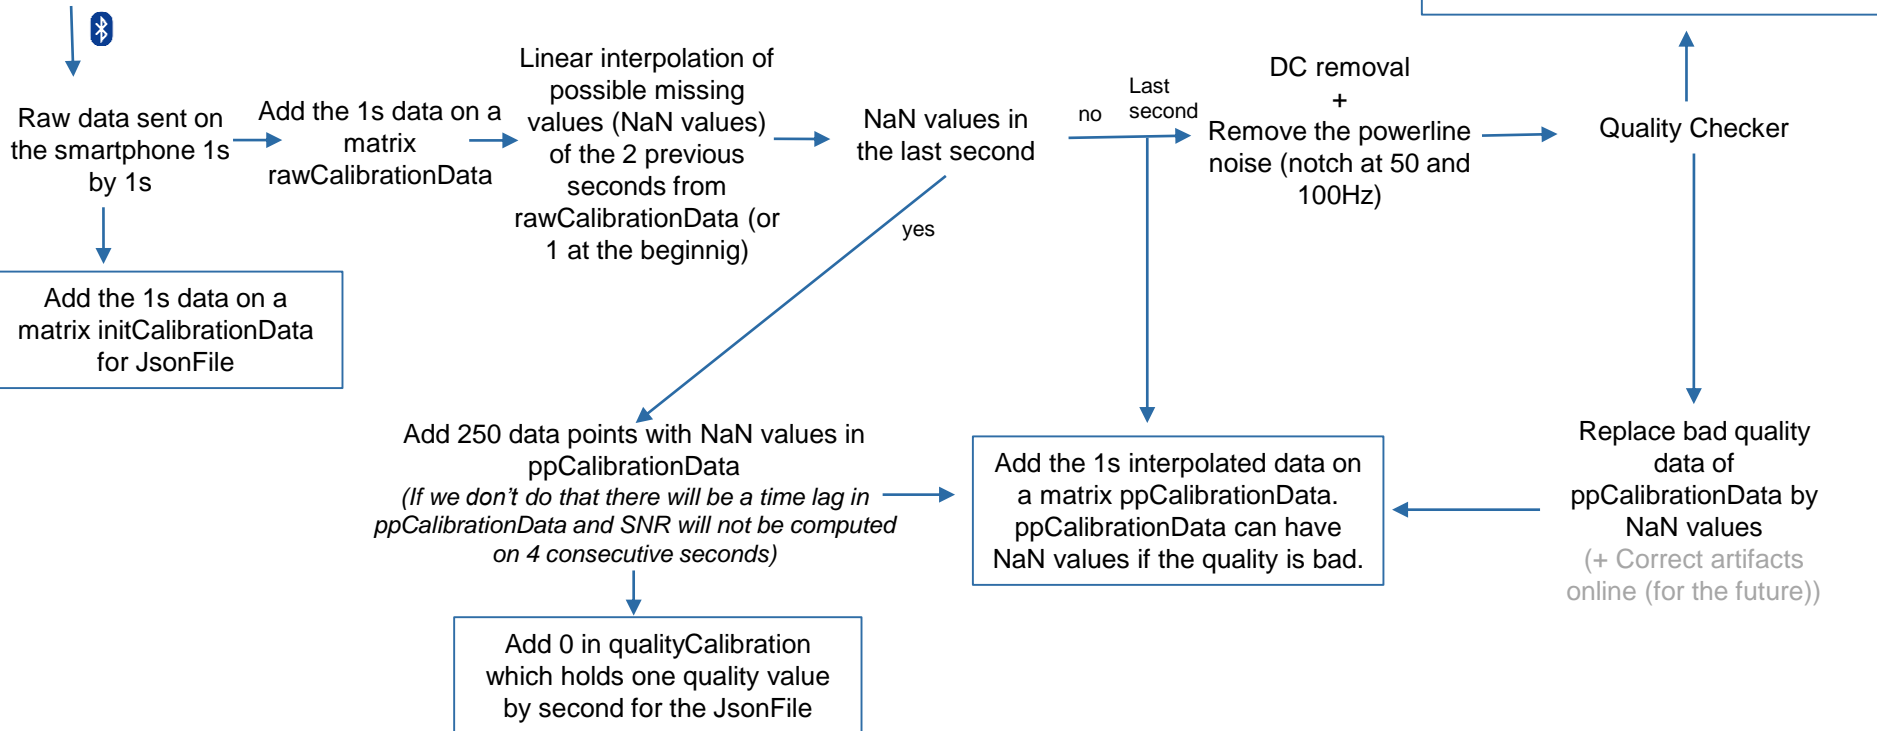 Raw data sent on
the smartphone 1s
by 1s
Add the 1s data on a
matrix
rawCalibrationData
Linear interpolation of
possible missing
values (NaN values)
of the 2 previous
seconds from
rawCalibrationData (or
1 at the beginnig)
NaN values in
the last second
no
Last
second
yes
DC removal
+
Remove the powerline
noise (notch at 50 and
100Hz)
Quality Checker
Add the 1s data on a
matrix initCalibrationData
for JsonFile
Add 250 data points with NaN values in
ppCalibrationData
(If we don't do that there will be a time lag in
ppCalibrationData and SNR will not be computed
on 4 consecutive seconds)
Add the 1s interpolated data on
a matrix ppCalibrationData.
ppCalibrationData can have
NaN values if the quality is bad.
Replace bad quality
data of
ppCalibrationData by
NaN values
(+ Correct artifacts
online (for the future))
Add 0 in qualityCalibration
which holds one quality value
by second for the JsonFile